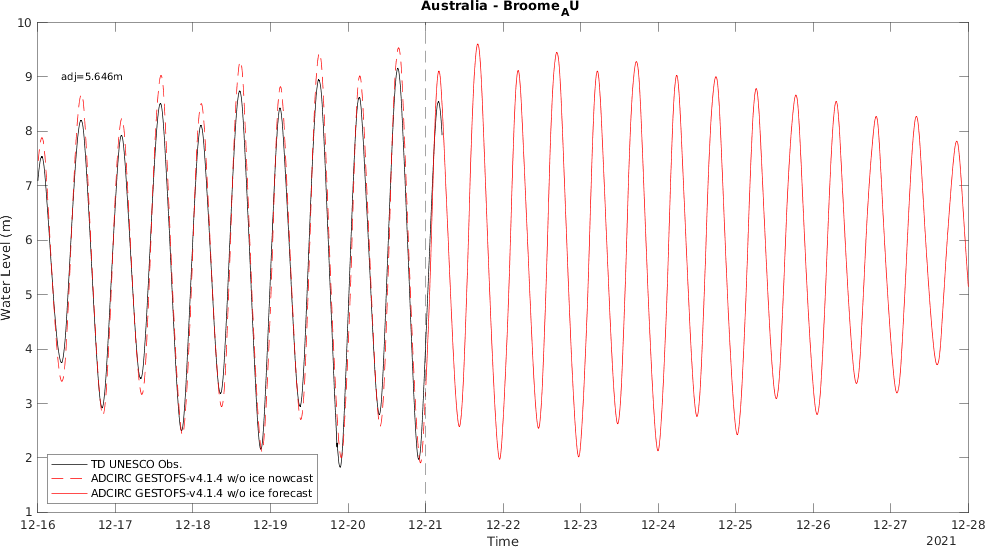 Australia - Broome_AU
10
adj=5.646m
9
8
7
6
5
4
3
2
1
Water Level (m)
TD UNESCO Obs.
ADCIRC GESTOFS-v4.1.4 w/o ice nowcast
ADCIRC GESTOFS-v4.1.4 w/o ice forecast
12-16 12-17 12-18 12-19 12-20 12-21 12-22 12-23 12-24 12-25 12-26 12-27 12-28
Time
2021